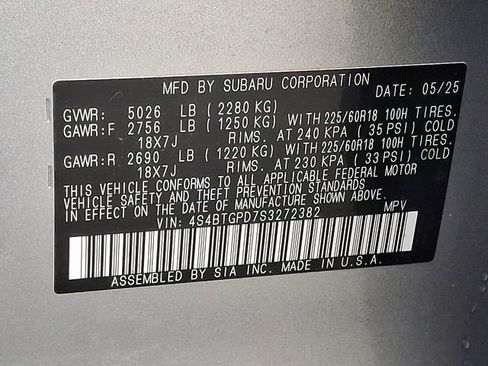 MFD BY SUBARU CORPORATION
DATE: 05/25
GVWR: 5026 LB (2280 KG)
GAWR:F 2756 LB (1250 KG) WITH 225/60R18 100H TIRES.
18X7J RIMS. AT 240 KPA (35 PSI) COLD
GAWR:R 2690 LB (1220 KG) WITH 225/60R18 100H TIRES.
18X7J RIMS. AT 230 KPA (33 PSI) COLD
THIS VEHICLE CONFORMS TO ALL APPLICABLE FEDERAL MOTOR
VEHICLE SAFETY AND THEFT PREVENTION STANDARDS
IN EFFECT ON THE DATE OF MANUFACTURE SHOWN ABOVE.
VIN: 4S4BTGPD7S3272382 MPV
ASSEMBLED BY SIA INC. MADE IN U.S.A.